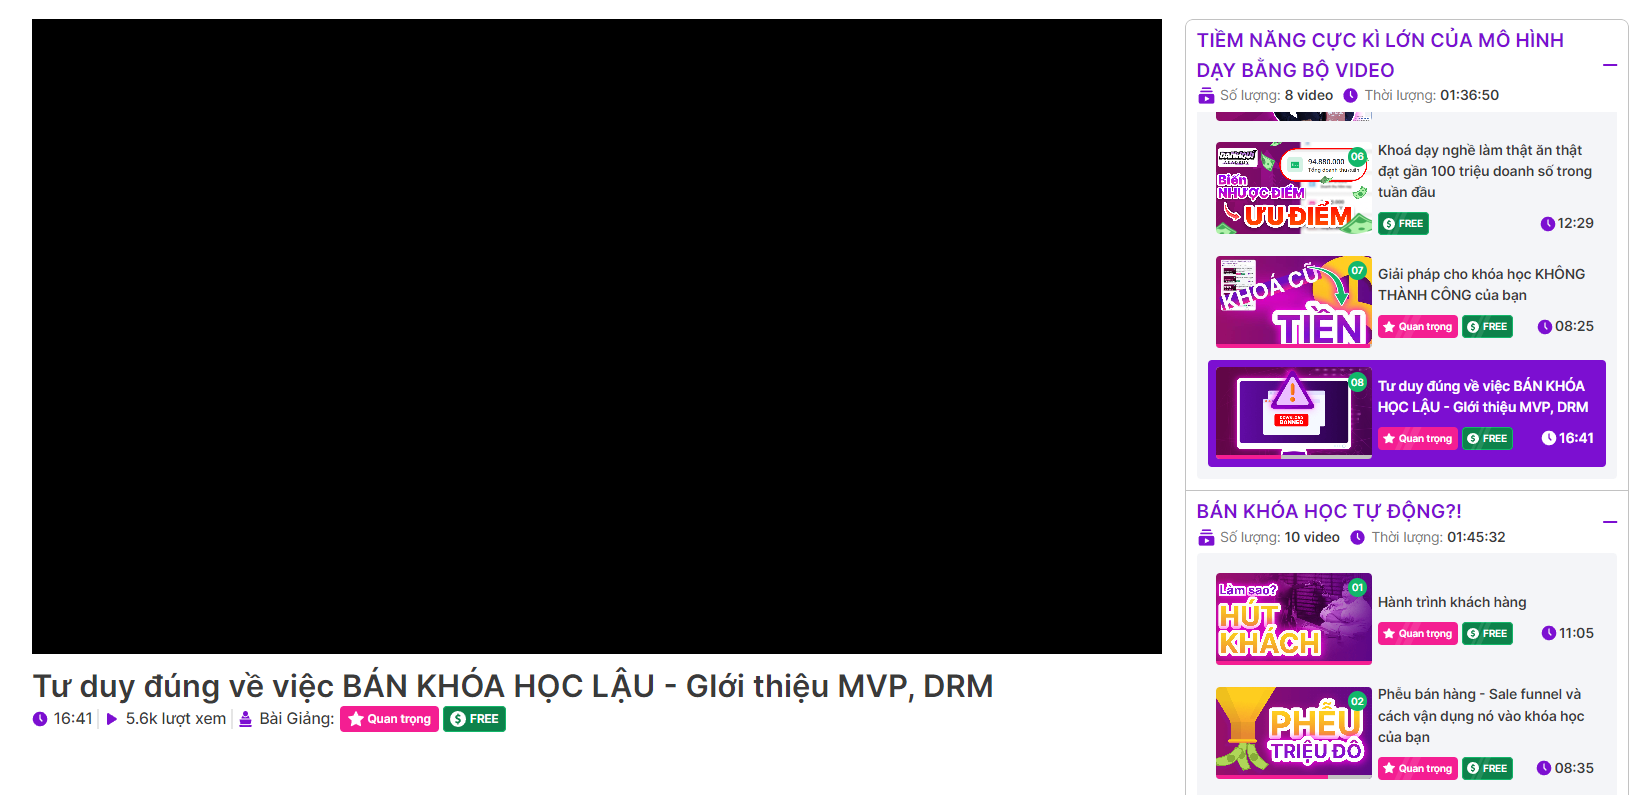 Tư duy đúng về việc BÁN KHÓA HỌC LẬU - GIới thiệu MVP, DRM
16:41 5.6k lượt xem Bài Giảng: Quan trọng FREE
TIỀM NĂNG CỰC KÌ LỚN CỦA MÔ HÌNH
DẠY BẰNG BỘ VIDEO
Số lượng: 8 video Thời lượng: 01:36:50
06
94.880.000
Tổng doanh thu tuần
Biến
NHƯỢC ĐIỂM
ƯU ĐIỂM
Khoá dạy nghề làm thật ăn thật
đạt gần 100 triệu doanh số trong
tuần đầu
FREE 12:29
07
KHOÁ CŨ
TIỀN
Giải pháp cho khóa học KHÔNG
THÀNH CÔNG của bạn
Quan trọng FREE 08:25
08
DOWNLOAD
BANNED
Tư duy đúng về việc BÁN KHÓA
HỌC LẬU - GIới thiệu MVP, DRM
Quan trọng FREE 16:41
BÁN KHÓA HỌC TỰ ĐỘNG?!
Số lượng: 10 video Thời lượng: 01:45:32
01
Làm sao?
HÚT
KHÁCH
Hành trình khách hàng
Quan trọng FREE 11:05
02
PHỄU
TRIỆU ĐÔ
Phễu bán hàng - Sale funnel và
cách vận dụng nó vào khóa học
của bạn
Quan trọng FREE 08:35